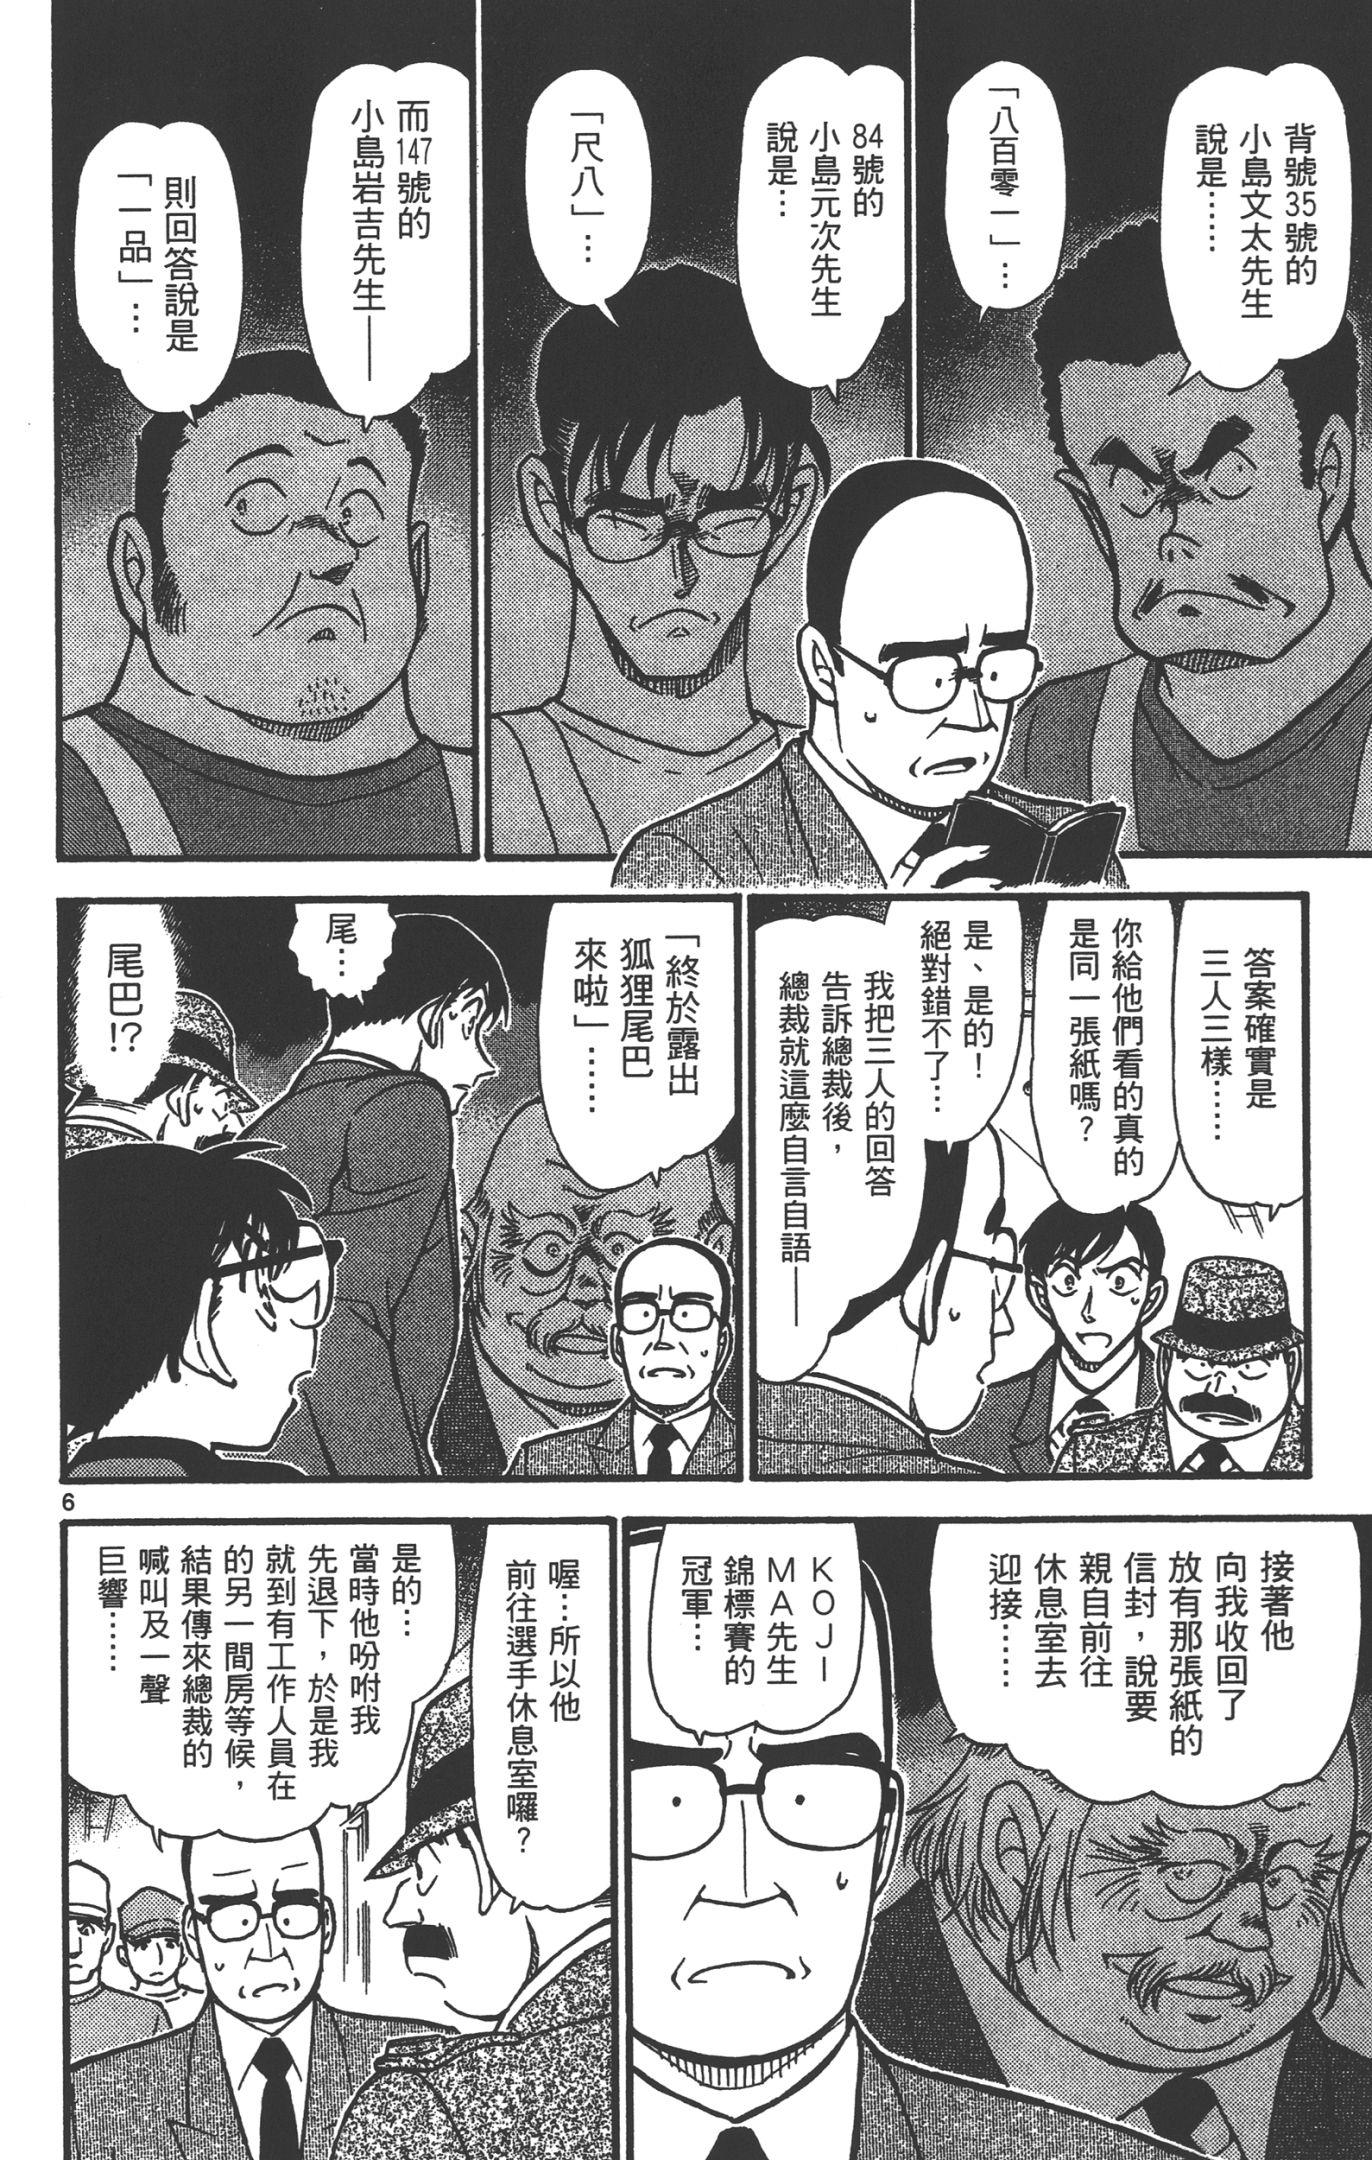 背號35號的
小島文太先生
說是……
「八百零一」…
84號的
小島元次先生
說是…
「尺八」…
而147號的
小島岩吉先生——
則回答說是
「一品」…
答案確實是
三人三樣……
你給他們看的真的
是同一張紙嗎？
是、是的！
絕對錯不了…
我把三人的回答
告訴總裁後，
總裁就這麼自言自語——
「終於露出
狐狸尾巴
來啦」……
尾…
尾巴!?
6
接著他
向我收回了
放有那張紙的
信封，說要
親自前往
休息室去
迎接……
KOJI
MA先生
錦標賽的
冠軍…
喔…所以他
前往選手休息室囉？
是的…
當時他吩咐我
先退下，於是我
就到有工作人員在
的另一間房等候，
結果傳來總裁的
喊叫及一聲
巨響……